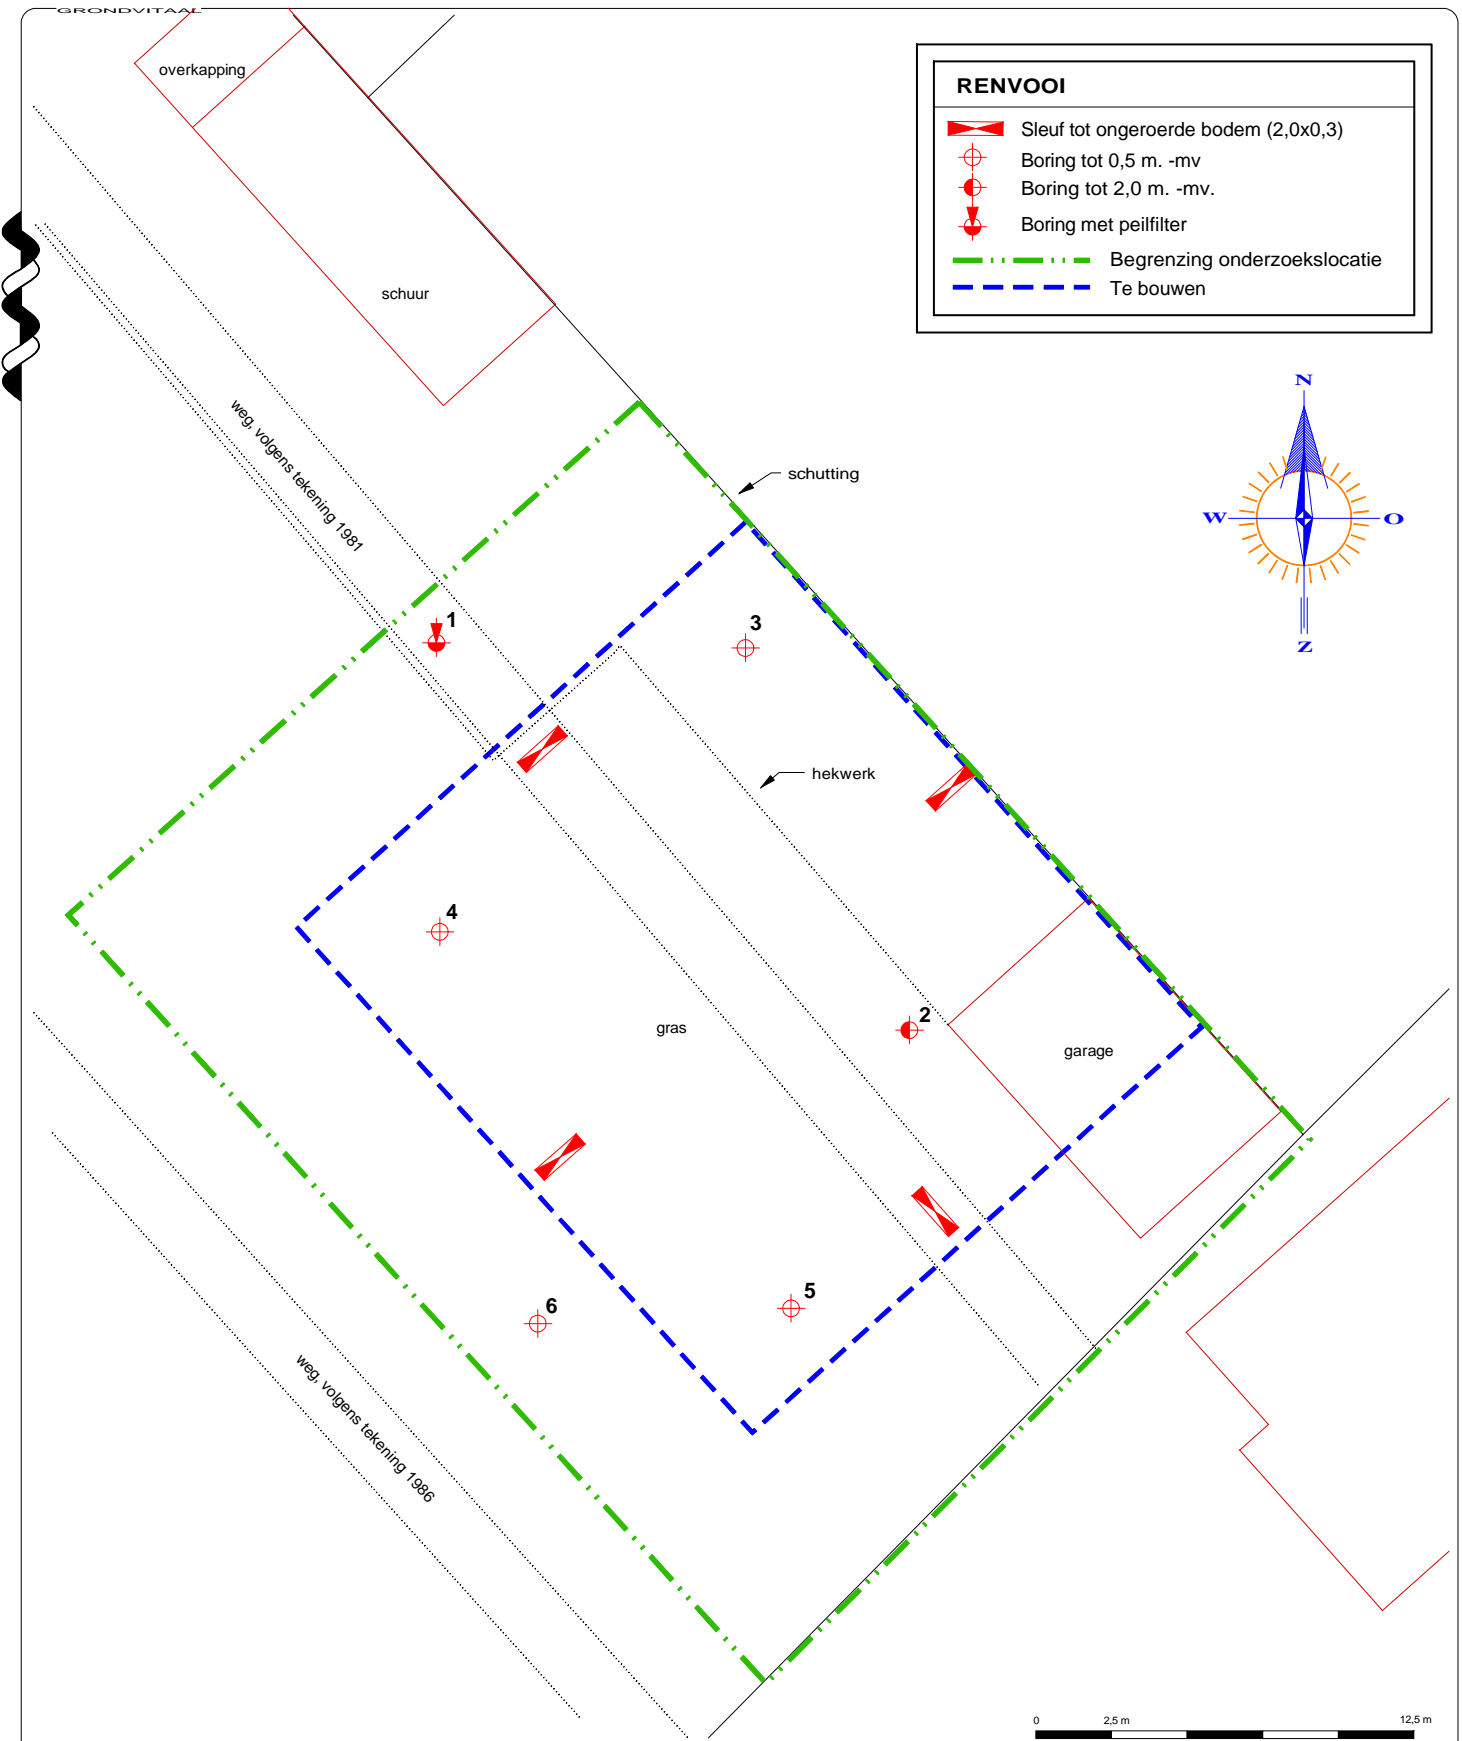 GRONDVITAAL
overkapping
RENVOOI
Sleuf tot ongeroerde bodem (2,0x0,3)
Boring tot 0,5 m. -mv
Boring tot 2,0 m. -mv.
Boring met peilfilter
Begrenzing onderzoekslocatie
Te bouwen
schuur
N
W
O
Z
weg, volgens tekening 1981
schutting
1
3
hekwerk
4
2
gras
garage
5
6
weg, volgens tekening 1986
0 2,5 m 12,5 m